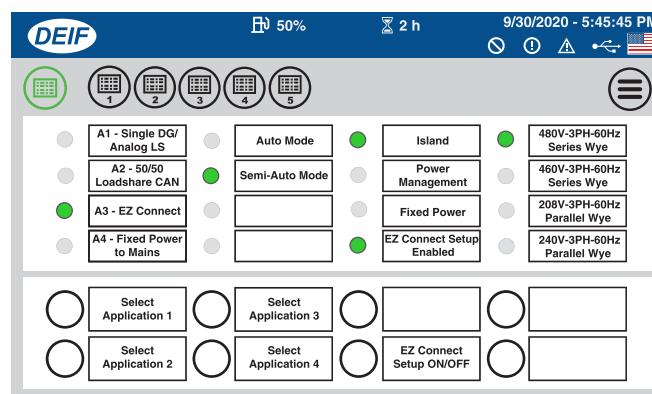 DEIF
50%
2 h
9/30/2020 - 5:45:45 PM
1
2
3
4
5
A1 - Single DG/
Analog LS
Auto Mode
Island
480V-3PH-60Hz
Series Wye
A2 - 50/50
Loadshare CAN
Semi-Auto Mode
Power
Management
460V-3PH-60Hz
Series Wye
A3 - EZ Connect
Fixed Power
208V-3PH-60Hz
Parallel Wye
A4 - Fixed Power
to Mains
EZ Connect Setup
Enabled
240V-3PH-60Hz
Parallel Wye
Select
Application 1
Select
Application 3
Select
Application 2
Select
Application 4
EZ Connect
Setup ON/OFF